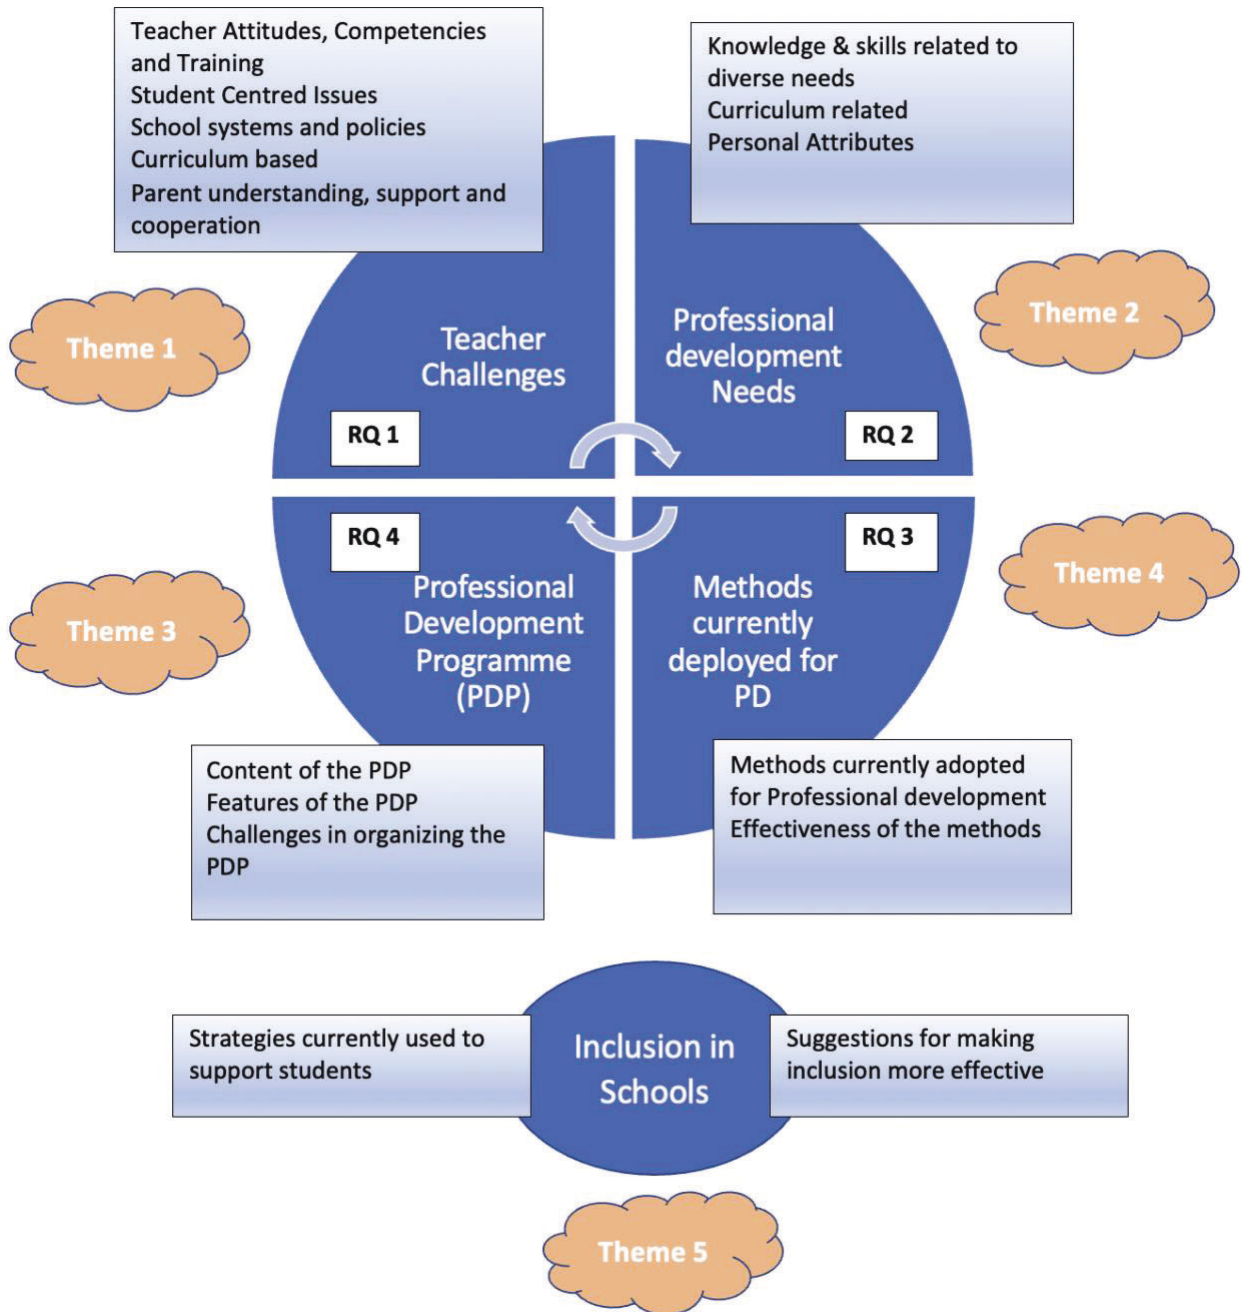 Teacher Attitudes, Competencies
and Training
Student Centred Issues
School systems and policies
Curriculum based
Parent understanding, support and
cooperation
Knowledge & skills related to
diverse needs
Curriculum related
Personal Attributes
Theme 1
Teacher
Challenges
RQ 1
Professional
development
Needs
RQ 2
Theme 2
Theme 3
RQ 4
Professional
Development
Programme
(PDP)
RQ 3
Methods
currently
deployed for
PD
Theme 4
Content of the PDP
Features of the PDP
Challenges in organizing the
PDP
Methods currently adopted
for Professional development
Effectiveness of the methods
Strategies currently used to
support students
Inclusion in
Schools
Suggestions for making
inclusion more effective
Theme 5